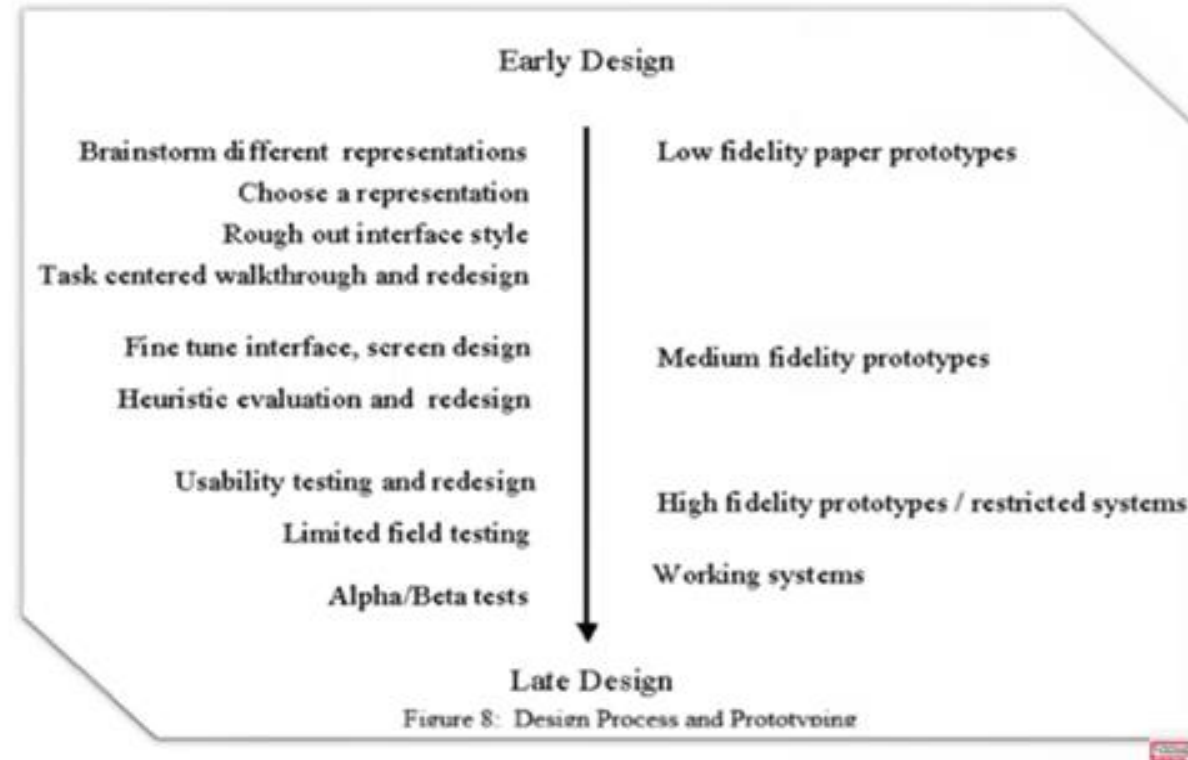 Early Design
Brainstorm different representations
Low fidelity paper prototypes
Choose a representation
Rough out interface style
Task centered walkthrough and redesign
Fine tune interface, screen design
Medium fidelity prototypes
Heuristic evaluation and redesign
Usability testing and redesign
High fidelity prototypes / restricted systems
Limited field testing
Working systems
Alpha/Beta tests
Late Design
Figure 8: Design Process and Prototyping